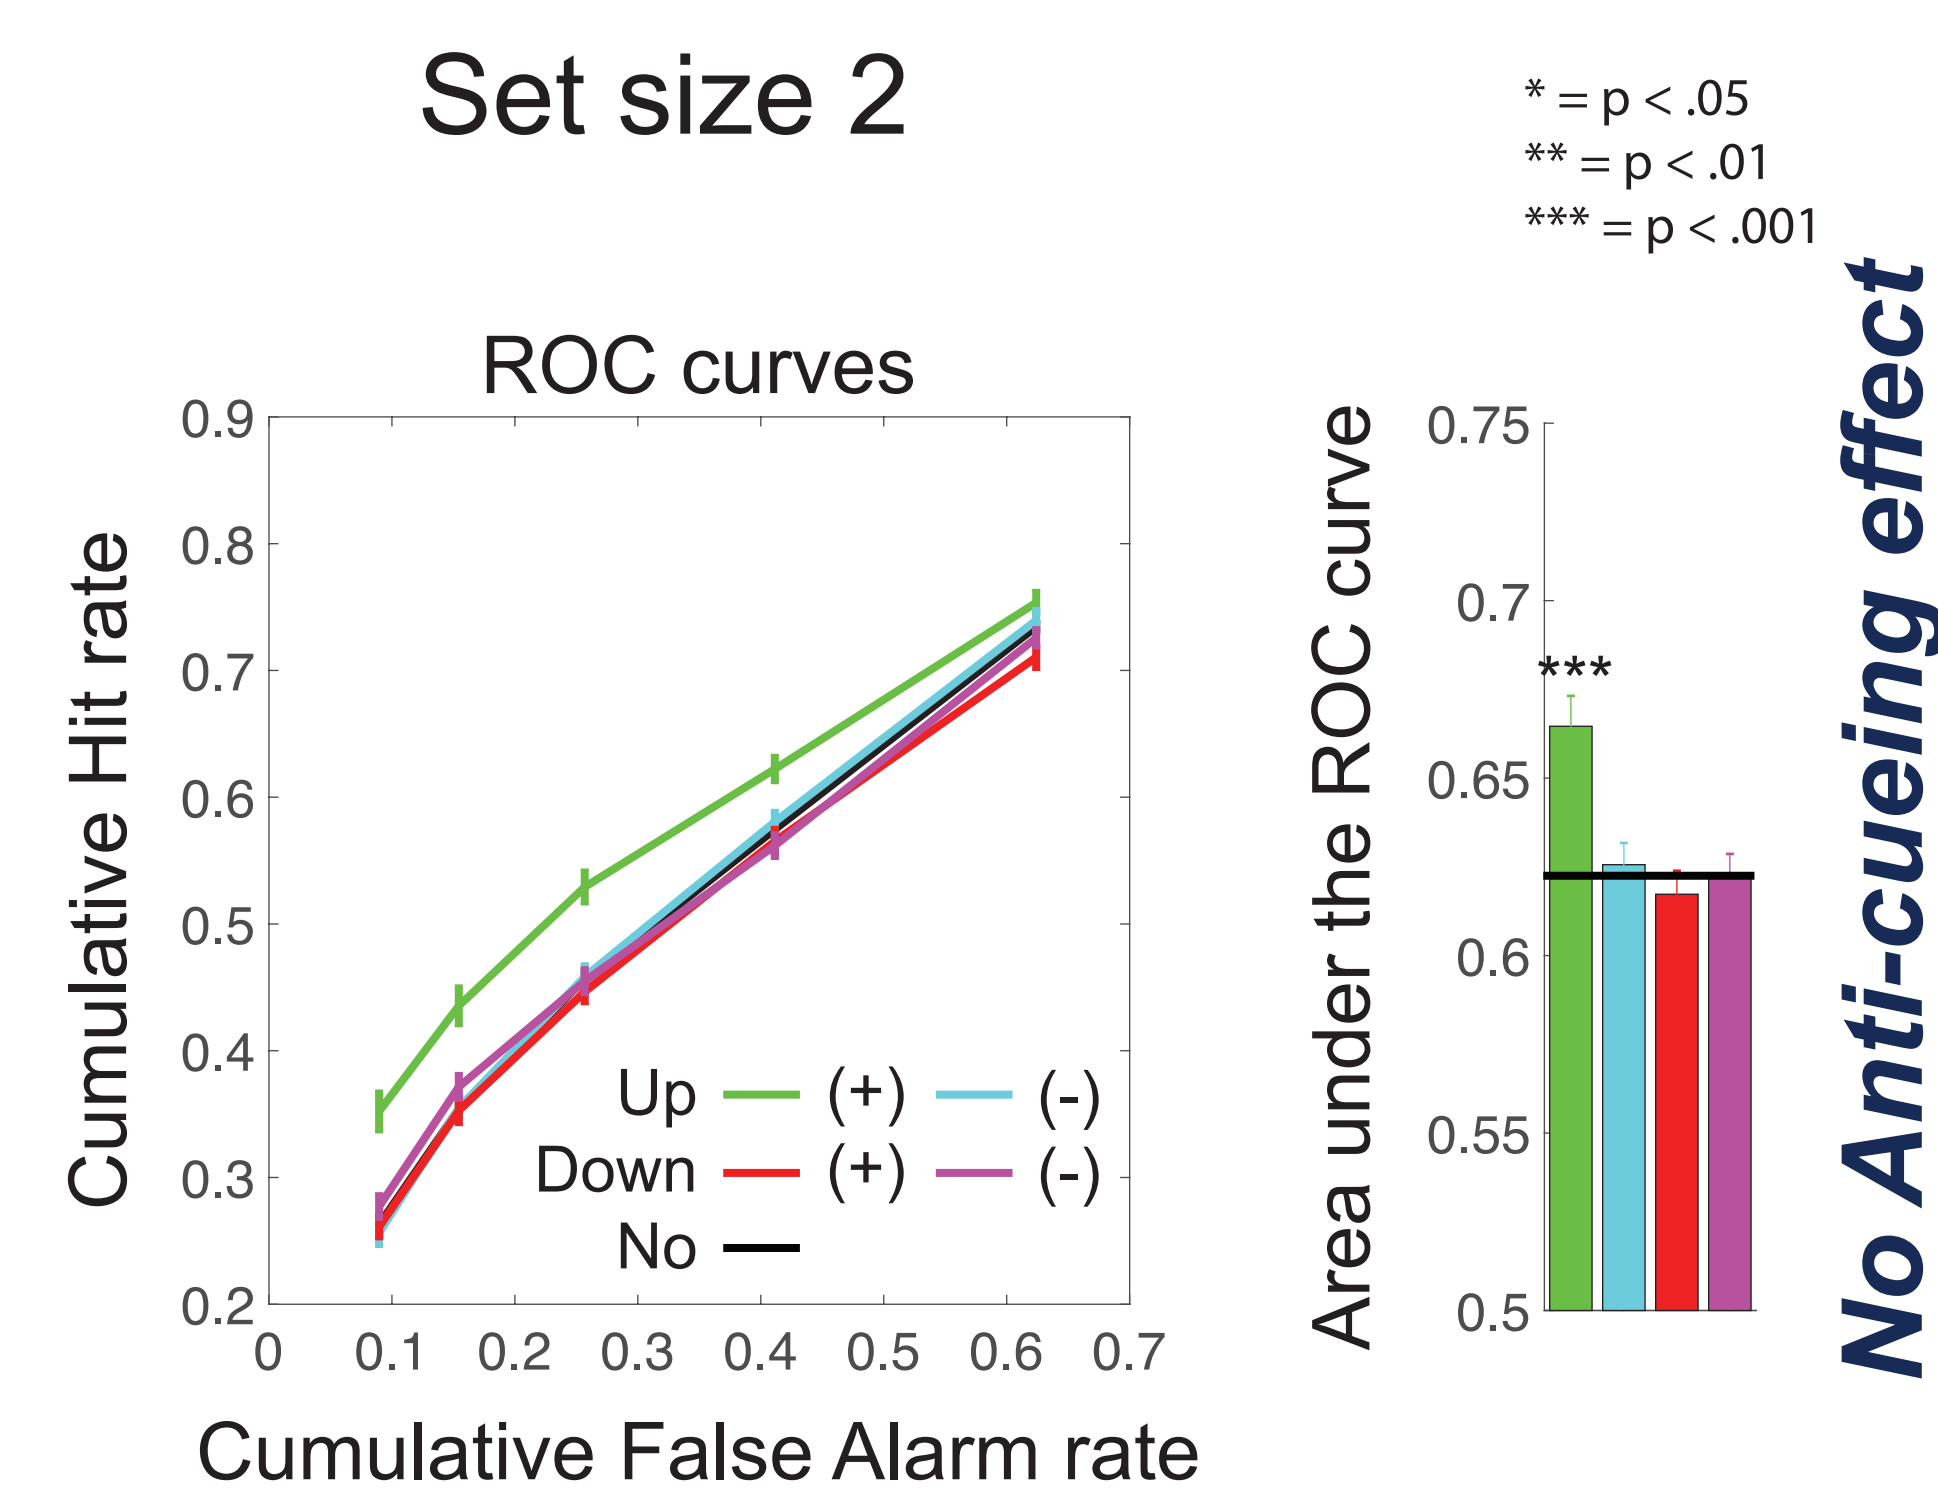 Set size 2
* = p < .05
** = p < .01
*** = p < .001
ROC curves
Cumulative Hit rate
0.9
0.8
0.7
0.6
0.5
0.4
0.3
0.2
0 0.1 0.2 0.3 0.4 0.5 0.6 0.7
Cumulative False Alarm rate
Up (+) (-)
Down (+) (-)
No
Area under the ROC curve
0.75
0.7
0.65
0.6
0.55
0.5
***
No Anti-cueing effect